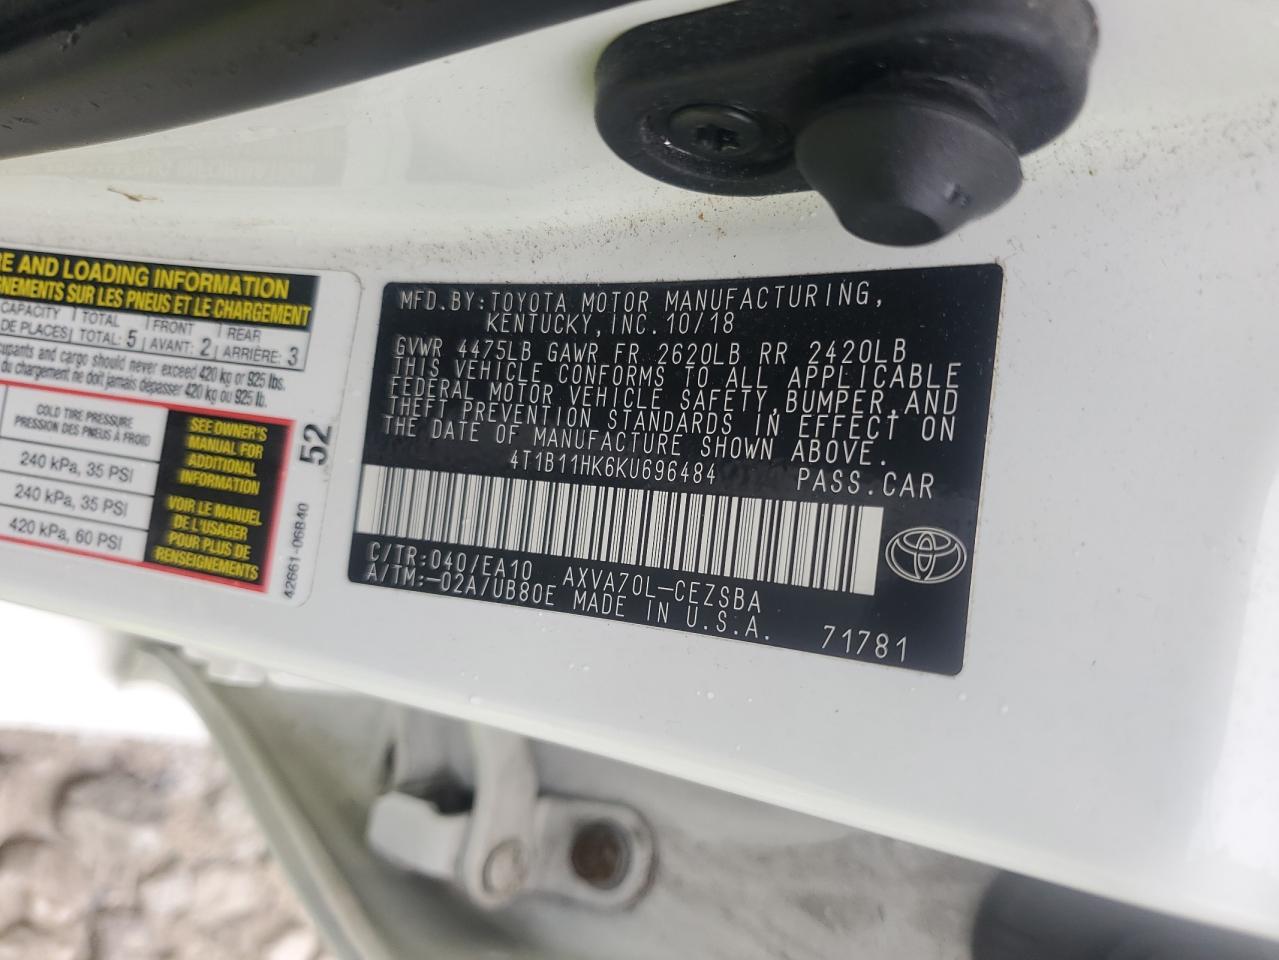 RE AND LOADING INFORMATION
GNEMENTS SUR LES PNEUS ET LE CHARGEMENT
CAPACITY TOTAL FRONT REAR
DE PLACES TOTAL: 5 AVANT: 2 ARRIÈRE: 3
cupants and cargo should never exceed 420 kg or 925 lbs.
du chargement ne doit jamais dépasser 420 kg ou 925 lb.
COLD TIRE PRESSURE
PRESSION DES PNEUS À FROID
240 kPa, 35 PSI
240 kPa, 35 PSI
420 kPa, 60 PSI
SEE OWNER'S
MANUAL FOR
ADDITIONAL
INFORMATION
VOIR LE MANUEL
DE L'USAGER
POUR PLUS DE
RENSEIGNEMENTS
52
42661-06B40
MFD.BY:TOYOTA MOTOR MANUFACTURING,
KENTUCKY,INC.10/18
GVWR 4475LB GAWR FR 2620LB RR 2420LB
THIS VEHICLE CONFORMS TO ALL APPLICABLE
FEDERAL MOTOR VEHICLE SAFETY,BUMPER,AND
THEFT PREVENTION STANDARDS IN EFFECT ON
THE DATE OF MANUFACTURE SHOWN ABOVE.
4T1B11HK6KU696484 PASS.CAR
C/TR:040/EA10 AXVA70L-CEZSBA
A/TM:-02A/UB80E MADE IN U.S.A.
71781